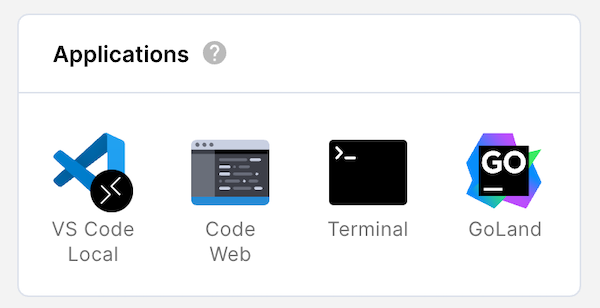 Applications ?
VS Code
Local
Code
Web
Terminal
GO
GoLand